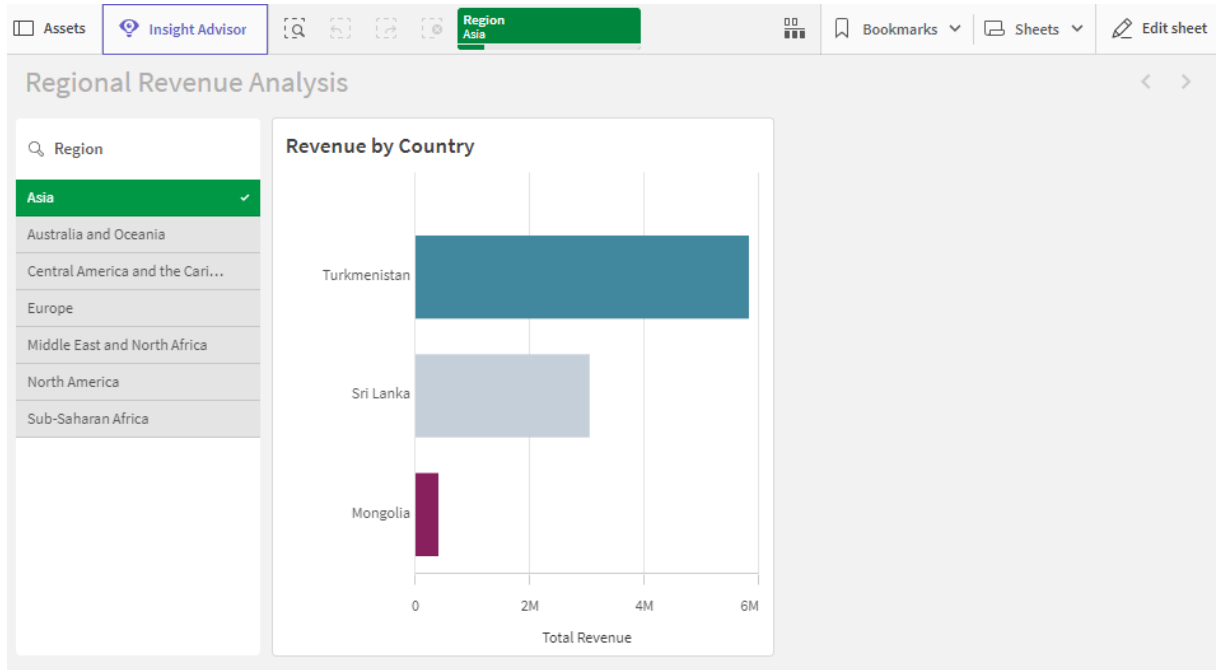 Assets
Insight Advisor
Region
Asia
Bookmarks
Sheets
Edit sheet
Regional Revenue Analysis
Region
Asia
Australia and Oceania
Central America and the Cari...
Europe
Middle East and North Africa
North America
Sub-Saharan Africa
Revenue by Country
Turkmenistan
Sri Lanka
Mongolia
0 2M 4M 6M
Total Revenue